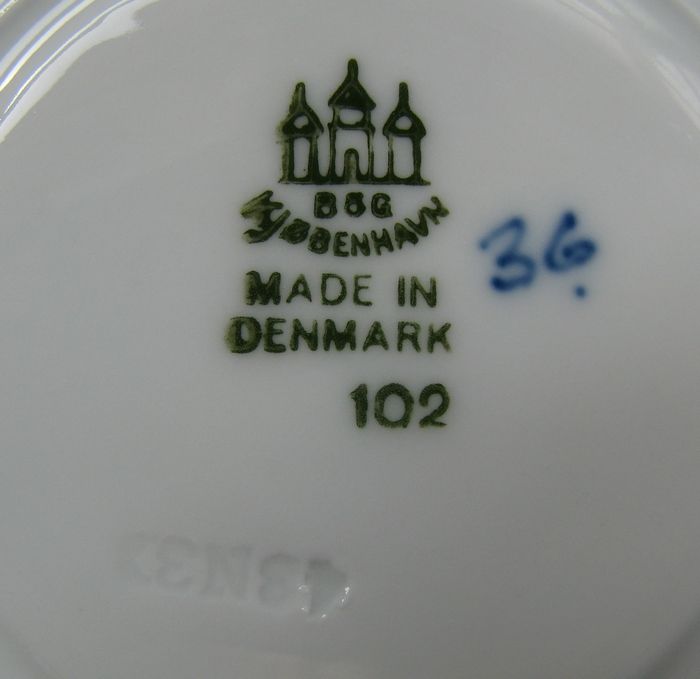 B&G
KJØBENHAVN
36.
MADE IN
DENMARK
102